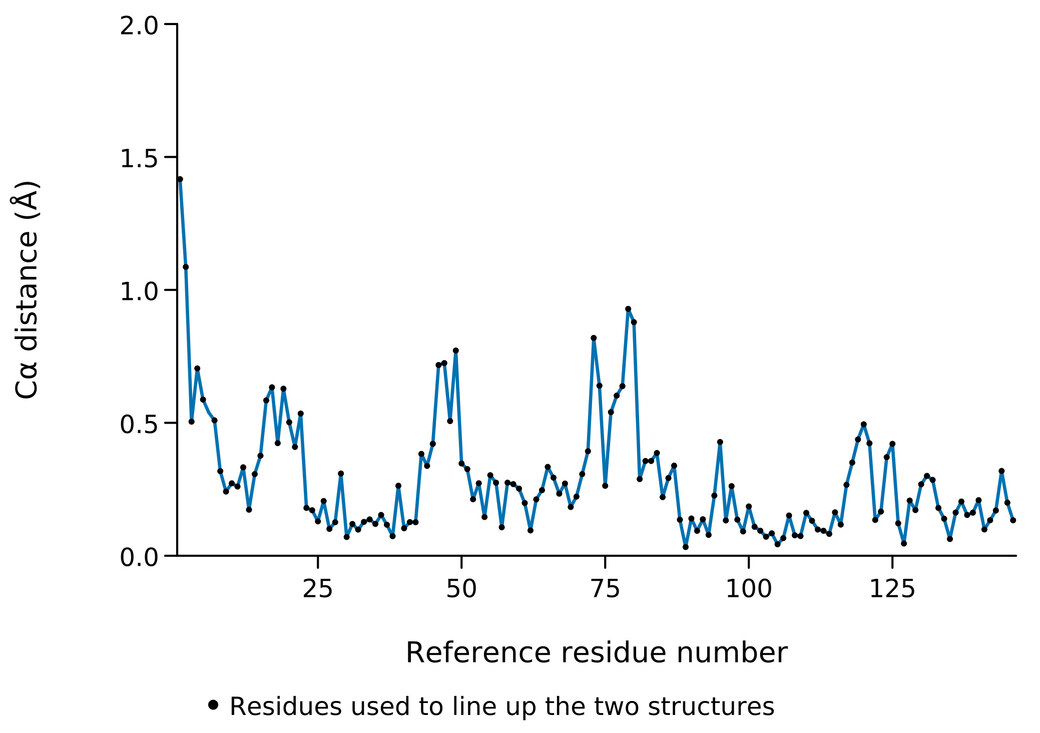 2.0
1.5
1.0
0.5
0.0
Cα distance (Å)
25 50 75 100 125
Reference residue number
Residues used to line up the two structures